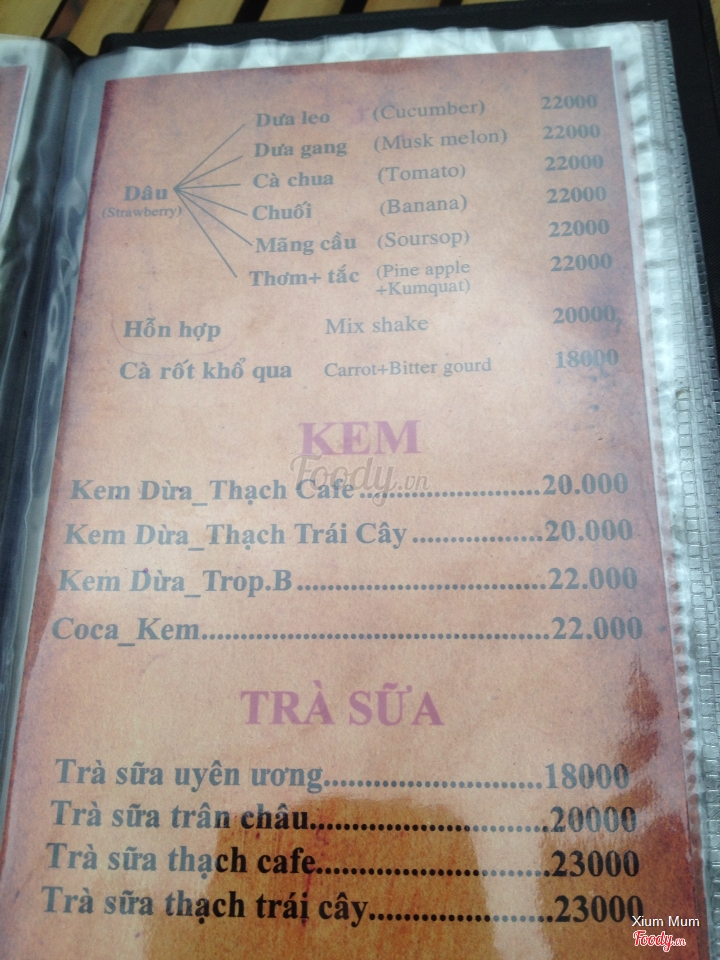 Dưa leo (Cucumber) 22000
Dưa gang (Musk melon) 22000
Cà chua (Tomato) 22000
Dâu
(Strawberry)
Chuối (Banana) 22000
Mãng cầu (Soursop) 22000
Thơm+ tắc (Pine apple +Kumquat) 22000
Hỗn hợp Mix shake 20000
Cà rốt khổ qua Carrot+Bitter gourd 18000
KEM
Foody.vn
Kem Dừa_Thạch Cafe........................20.000
Kem Dừa_Thạch Trái Cây.................20.000
Kem Dừa_Trop.B................................22.000
Coca_Kem............................................22.000
TRÀ SỮA
Trà sữa uyên ương............................18000
Trà sữa trân châu..............................20000
Trà sữa thạch cafe.............................23000
Trà sữa thạch trái cây.......................23000
Xium Mum
Foody.vn